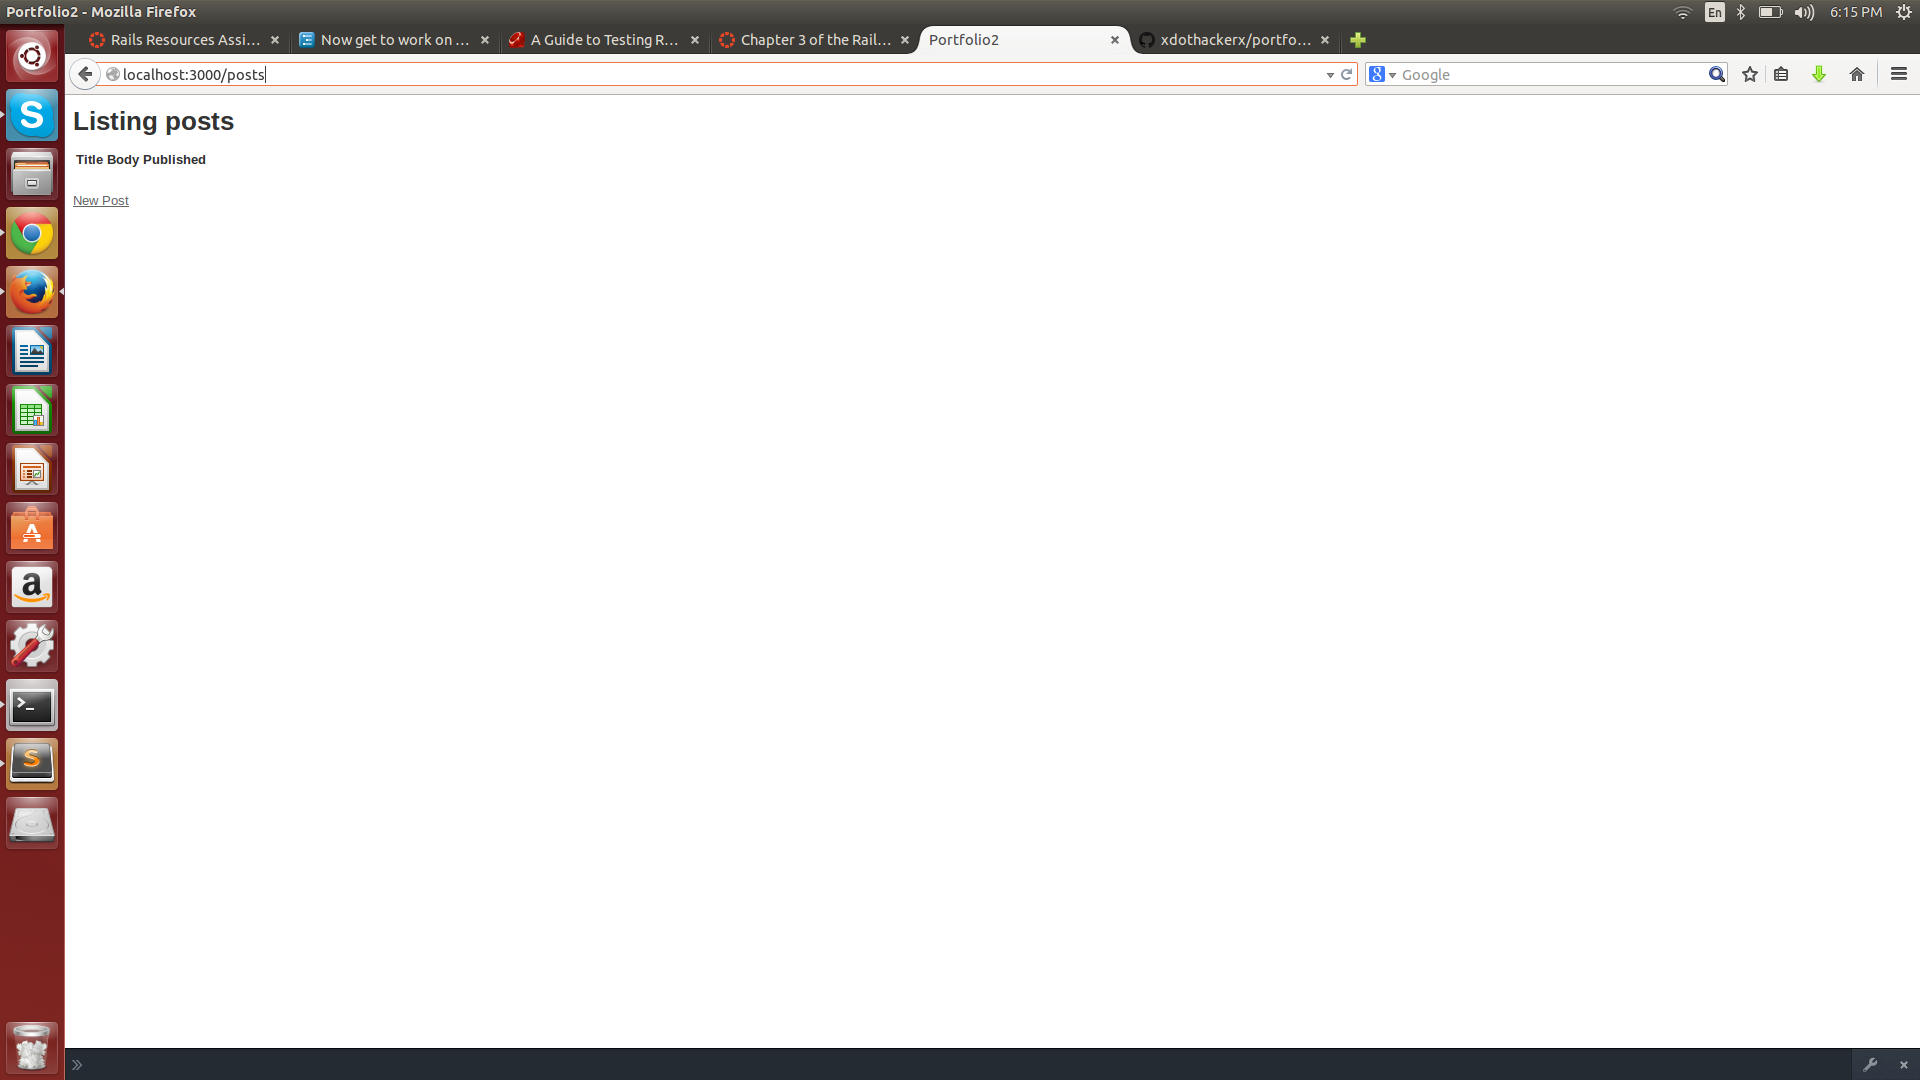 Portfolio2 - Mozilla Firefox
En
6:15 PM
Rails Resources Assi...
Now get to work on ...
A Guide to Testing R...
Chapter 3 of the Rail...
Portfolio2
xdothackerx/portfo...
localhost:3000/posts
Google
Listing posts
Title Body Published
New Post